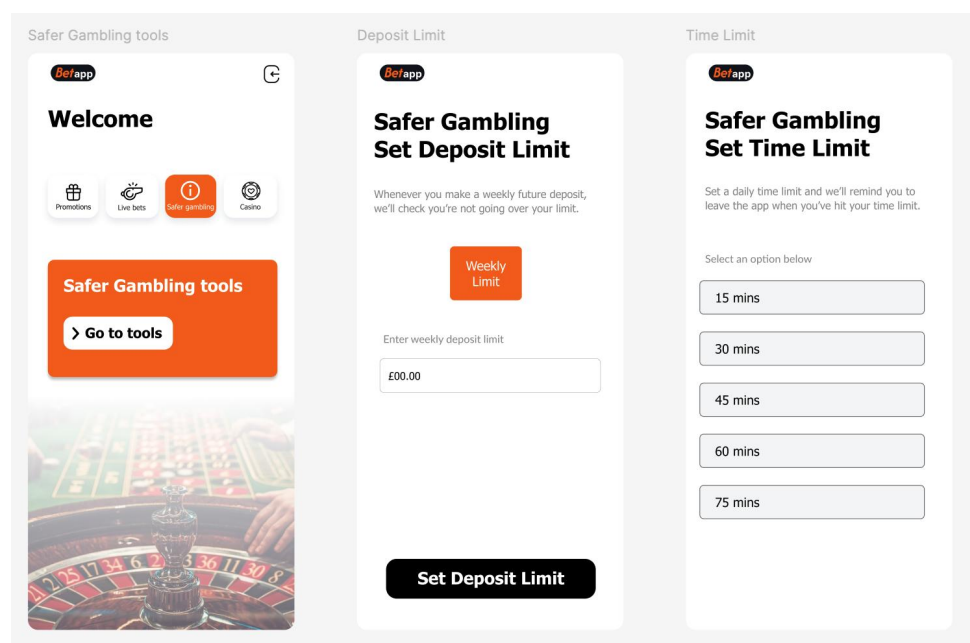 Safer Gambling tools
Betapp
Welcome
Promotions
Live bets
Safer gambling
Casino
Safer Gambling tools
Go to tools
Deposit Limit
Betapp
Safer Gambling
Set Deposit Limit
Whenever you make a weekly future deposit,
we'll check you're not going over your limit.
Weekly
Limit
Enter weekly deposit limit
£00.00
Set Deposit Limit
Time Limit
Betapp
Safer Gambling
Set Time Limit
Set a daily time limit and we'll remind you to
leave the app when you've hit your time limit.
Select an option below
15 mins
30 mins
45 mins
60 mins
75 mins